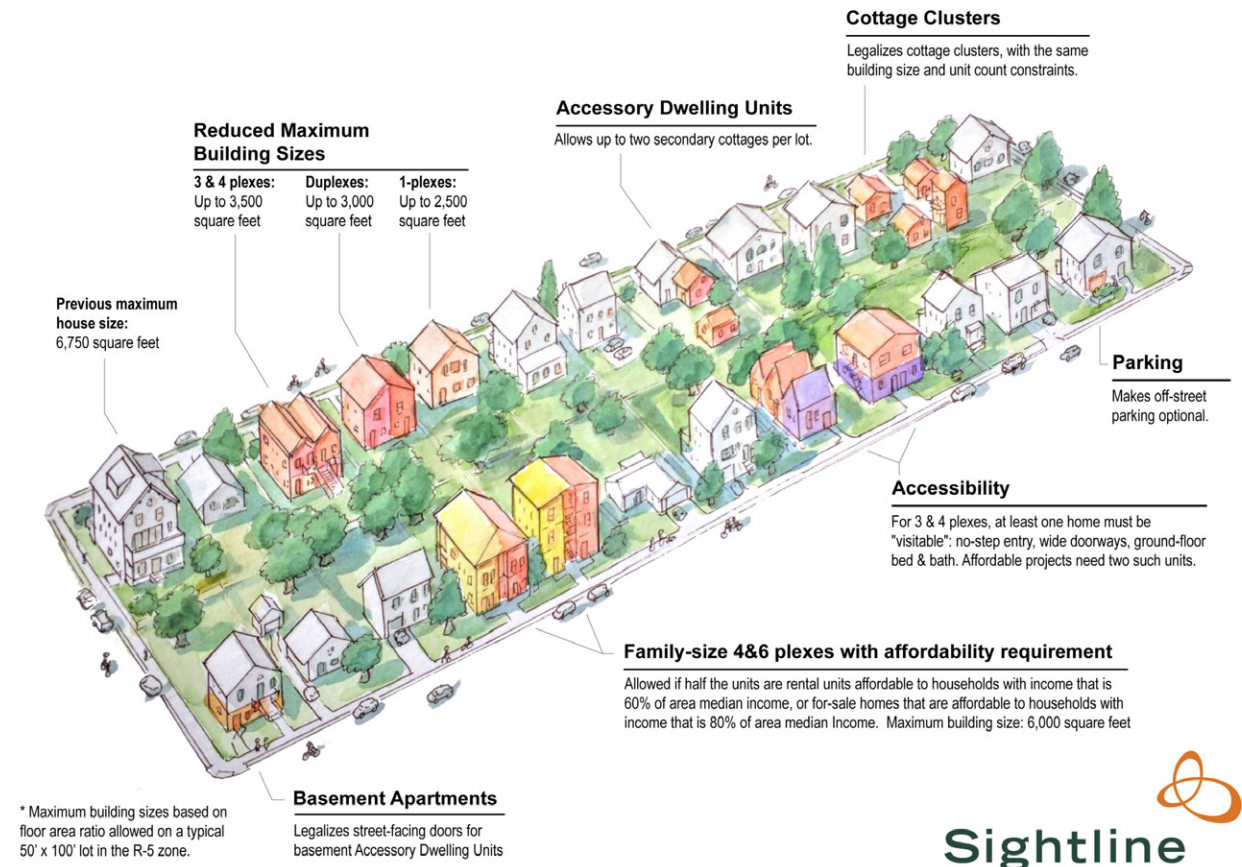 Cottage Clusters
Legalizes cottage clusters, with the same
building size and unit count constraints.
Accessory Dwelling Units
Allows up to two secondary cottages per lot.
Reduced Maximum
Building Sizes
3 & 4 plexes:
Up to 3,500
square feet
Duplexes:
Up to 3,000
square feet
1-plexes:
Up to 2,500
square feet
Previous maximum
house size:
6,750 square feet
Parking
Makes off-street
parking optional.
Accessibility
For 3 & 4 plexes, at least one home must be
"visitable": no-step entry, wide doorways, ground-floor
bed & bath. Affordable projects need two such units.
Family-size 4&6 plexes with affordability requirement
Allowed if half the units are rental units affordable to households with income that is
60% of area median income, or for-sale homes that are affordable to households with
income that is 80% of area median Income. Maximum building size: 6,000 square feet
Basement Apartments
Legalizes street-facing doors for
basement Accessory Dwelling Units
* Maximum building sizes based on
floor area ratio allowed on a typical
50' x 100' lot in the R-5 zone.
Sightline